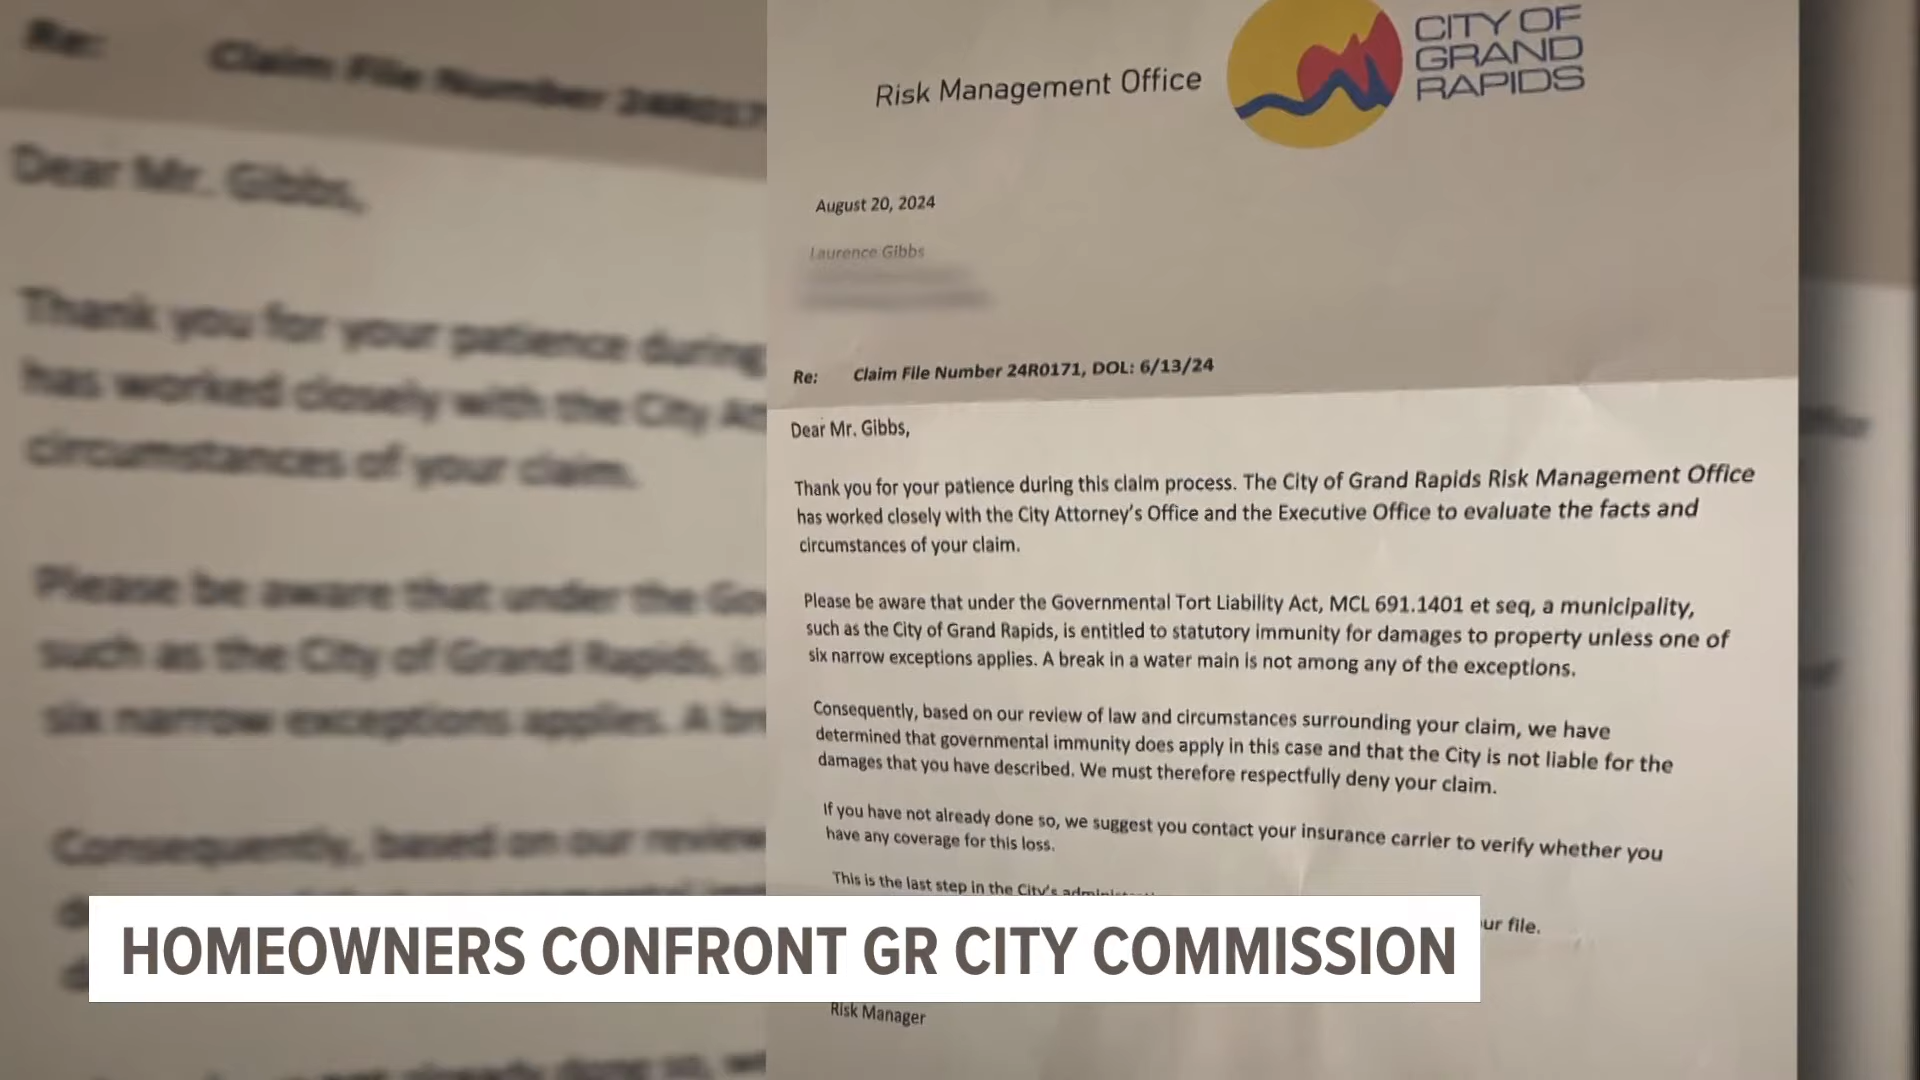 Re: Claim File Number 24R0171
Dear Mr. Gibbs,
Thank you for your patience during
has worked closely with the City At
circumstances of your claim.
Please be aware that under the Go
such as the City of Grand Rapids, is
six narrow exceptions applies. A br
Consequently, based on our review
Risk Management Office
CITY OF
GRAND
RAPIDS
August 20, 2024
Laurence Gibbs
Re: Claim File Number 24R0171, DOL: 6/13/24
Dear Mr. Gibbs,
Thank you for your patience during this claim process. The City of Grand Rapids Risk Management Office
has worked closely with the City Attorney's Office and the Executive Office to evaluate the facts and
circumstances of your claim.
Please be aware that under the Governmental Tort Liability Act, MCL 691.1401 et seq, a municipality,
such as the City of Grand Rapids, is entitled to statutory immunity for damages to property unless one of
six narrow exceptions applies. A break in a water main is not among any of the exceptions.
Consequently, based on our review of law and circumstances surrounding your claim, we have
determined that governmental immunity does apply in this case and that the City is not liable for the
damages that you have described. We must therefore respectfully deny your claim.
If you have not already done so, we suggest you contact your insurance carrier to verify whether you
have any coverage for this loss.
This is the last step in the City's
ur file.
HOMEOWNERS CONFRONT GR CITY COMMISSION
Risk Manager